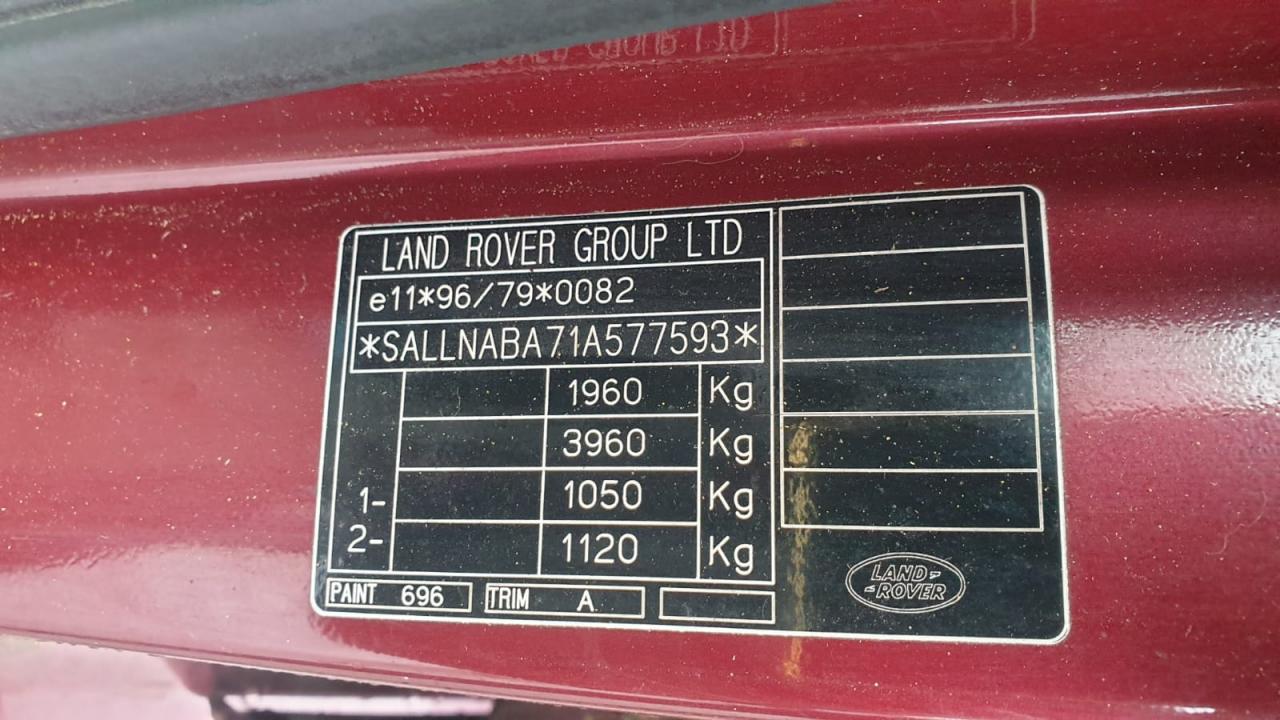 LAND ROVER GROUP LTD
e11*96/79*0082
*SALLNABA71A577593*
1960 Kg
3960 Kg
1- 1050 Kg
2- 1120 Kg
PAINT 696 TRIM A
LAND-
-ROVER